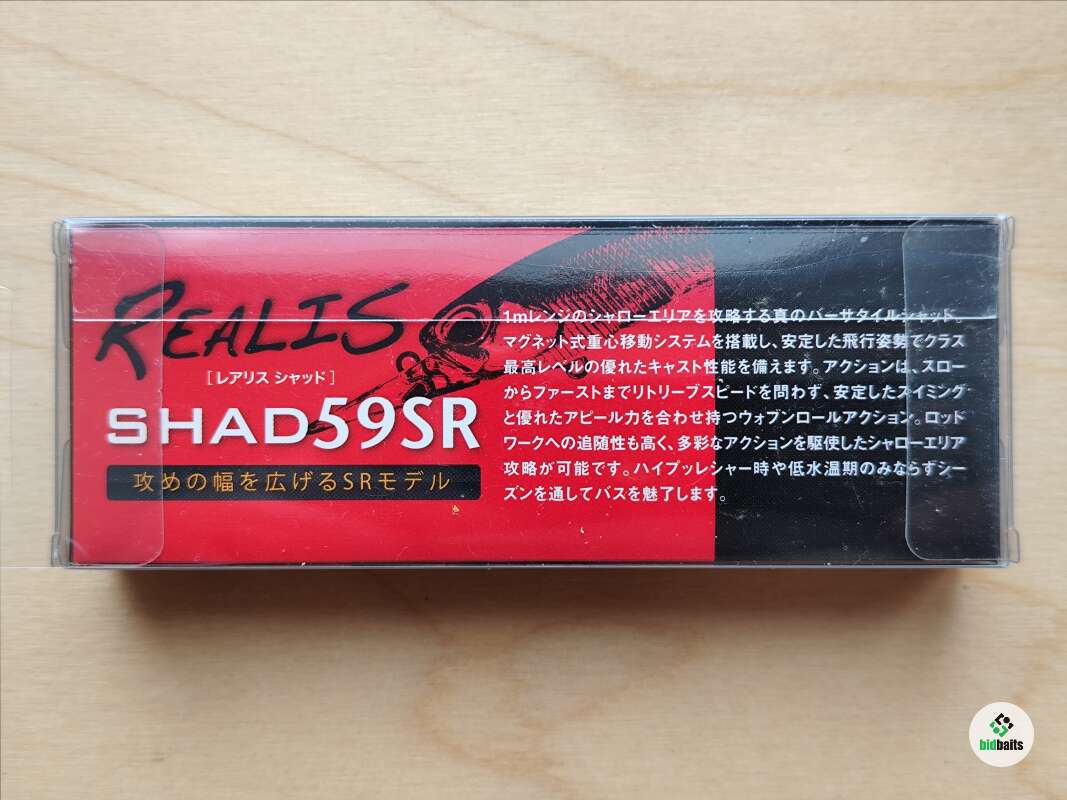 REALIS
[レアリス シャッド]
SHAD59SR
攻めの幅を広げるSRモデル
1mレンジのシャローエリアを攻略する真のバーサタイルシャッド。
マグネット式重心移動システムを搭載し、安定した飛行姿勢でクラス
最高レベルの優れたキャスト性能を備えます。アクションは、スロー
からファーストまでリトリーブスピードを問わず、安定したスイミング
と優れたアピール力を合わせ持つウォブンロールアクション。ロッド
ワークへの追随性も高く、多彩なアクションを駆使したシャローエリア
攻略が可能です。ハイプッレシャー時や低水温期のみならずシー
ズンを通してバスを魅了します。
bidbaits